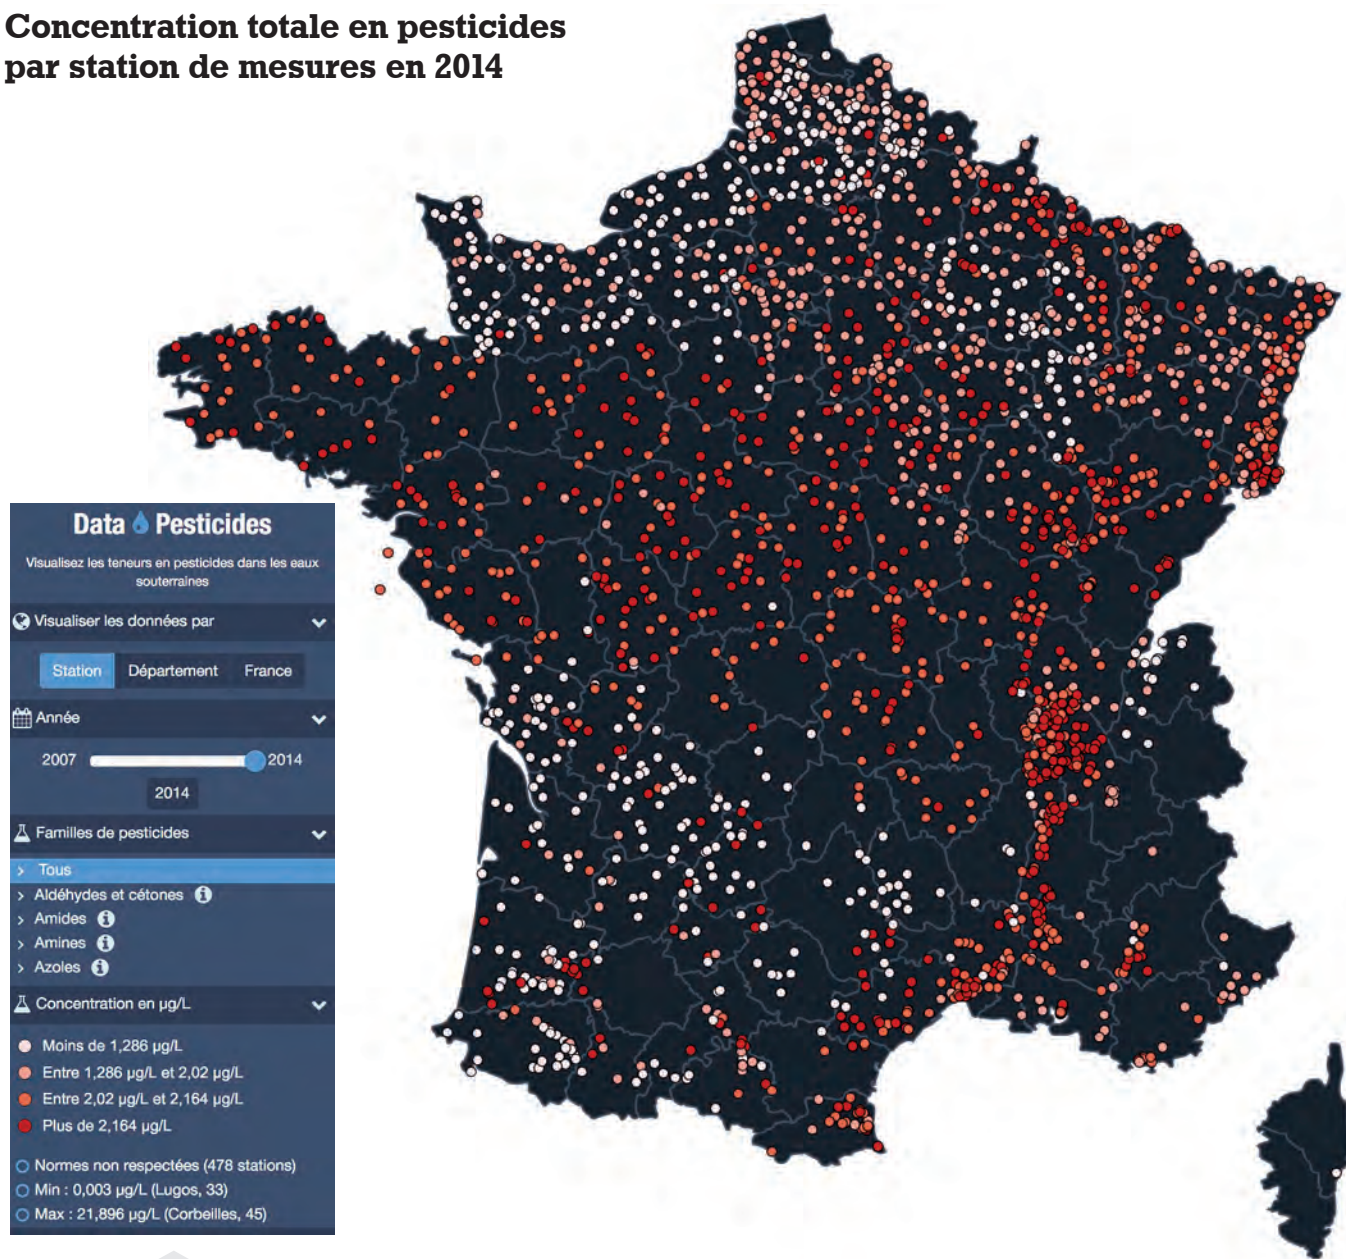 Concentration totale en pesticides
par station de mesures en 2014
Data Pesticides
Visualisez les teneurs en pesticides dans les eaux
souterraines
Visualiser les données par
Station Département France
Année
2007 2014
2014
Familles de pesticides
> Tous
> Aldéhydes et cétones i
> Amides i
> Amines i
> Azoles i
Concentration en µg/L
Moins de 1,286 µg/L
Entre 1,286 µg/L et 2,02 µg/L
Entre 2,02 µg/L et 2,164 µg/L
Plus de 2,164 µg/L
Normes non respectées (478 stations)
Min : 0,003 µg/L (Lugos, 33)
Max : 21,896 µg/L (Corbeilles, 45)